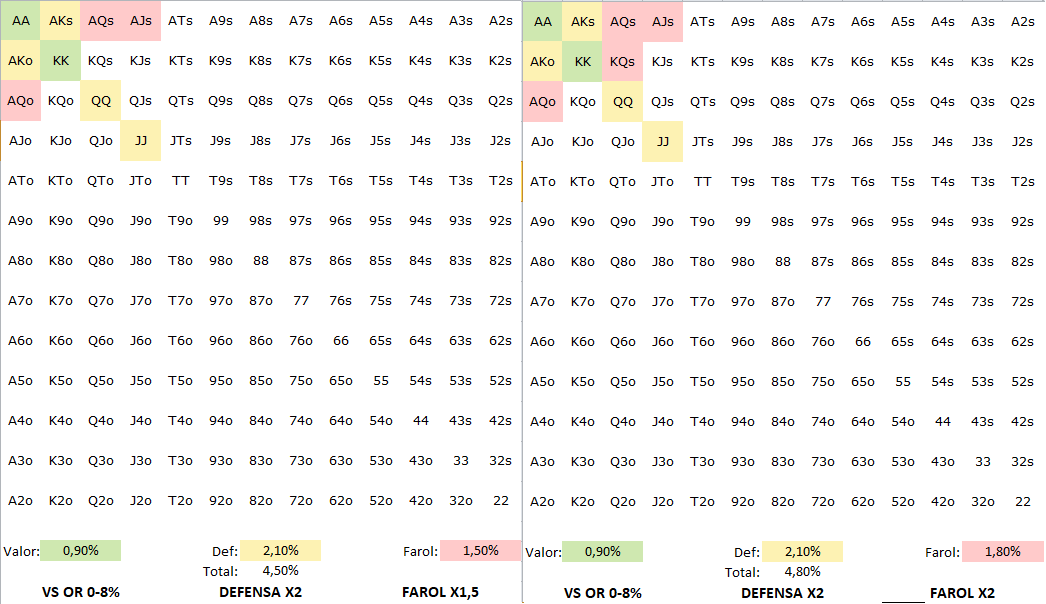 AA AKs AQs AJs ATs A9s A8s A7s A6s A5s A4s A3s A2s
AKo KK KQs KJs KTs K9s K8s K7s K6s K5s K4s K3s K2s
AQo KQo QQ QJs QTs Q9s Q8s Q7s Q6s Q5s Q4s Q3s Q2s
AJo KJo QJo JJ JTs J9s J8s J7s J6s J5s J4s J3s J2s
ATo KTo QTo JTo TT T9s T8s T7s T6s T5s T4s T3s T2s
A9o K9o Q9o J9o T9o 99 98s 97s 96s 95s 94s 93s 92s
A8o K8o Q8o J8o T8o 98o 88 87s 86s 85s 84s 83s 82s
A7o K7o Q7o J7o T7o 97o 87o 77 76s 75s 74s 73s 72s
A6o K6o Q6o J6o T6o 96o 86o 76o 66 65s 64s 63s 62s
A5o K5o Q5o J5o T5o 95o 85o 75o 65o 55 54s 53s 52s
A4o K4o Q4o J4o T4o 94o 84o 74o 64o 54o 44 43s 42s
A3o K3o Q3o J3o T3o 93o 83o 73o 63o 53o 43o 33 32s
A2o K2o Q2o J2o T2o 92o 82o 72o 62o 52o 42o 32o 22
Valor: 0,90% Def: 2,10% Farol: 1,50%
Total: 4,50%
VS OR 0-8% DEFENSA X2 FAROL X1,5
AA AKs AQs AJs ATs A9s A8s A7s A6s A5s A4s A3s A2s
AKo KK KQs KJs KTs K9s K8s K7s K6s K5s K4s K3s K2s
AQo KQo QQ QJs QTs Q9s Q8s Q7s Q6s Q5s Q4s Q3s Q2s
AJo KJo QJo JJ JTs J9s J8s J7s J6s J5s J4s J3s J2s
ATo KTo QTo JTo TT T9s T8s T7s T6s T5s T4s T3s T2s
A9o K9o Q9o J9o T9o 99 98s 97s 96s 95s 94s 93s 92s
A8o K8o Q8o J8o T8o 98o 88 87s 86s 85s 84s 83s 82s
A7o K7o Q7o J7o T7o 97o 87o 77 76s 75s 74s 73s 72s
A6o K6o Q6o J6o T6o 96o 86o 76o 66 65s 64s 63s 62s
A5o K5o Q5o J5o T5o 95o 85o 75o 65o 55 54s 53s 52s
A4o K4o Q4o J4o T4o 94o 84o 74o 64o 54o 44 43s 42s
A3o K3o Q3o J3o T3o 93o 83o 73o 63o 53o 43o 33 32s
A2o K2o Q2o J2o T2o 92o 82o 72o 62o 52o 42o 32o 22
Valor: 0,90% Def: 2,10% Farol: 1,80%
Total: 4,80%
VS OR 0-8% DEFENSA X2 FAROL X2